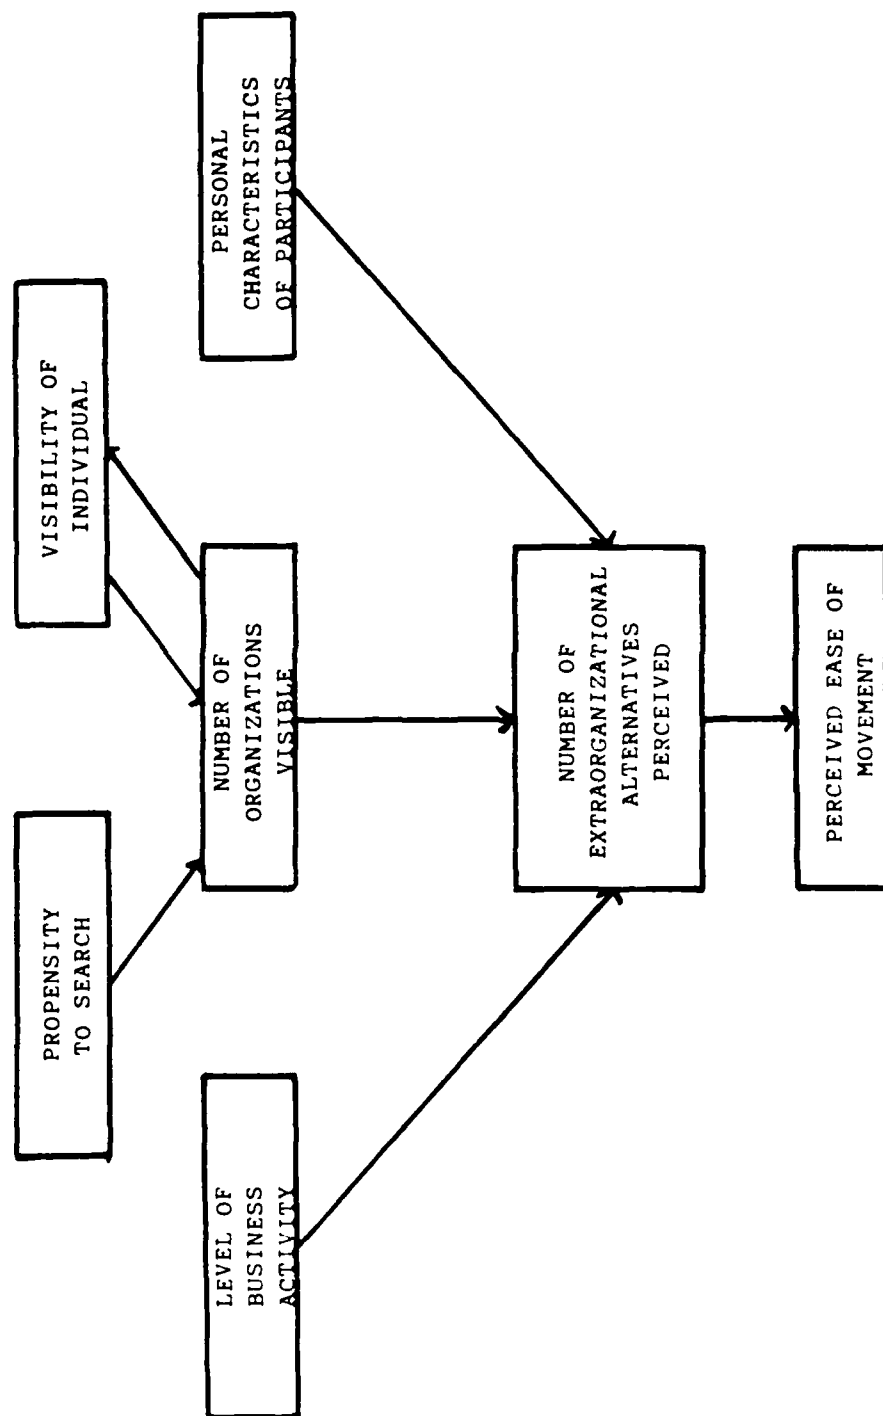 PROPENSITY
TO SEARCH
VISIBILITY OF
INDIVIDUAL
LEVEL OF
BUSINESS
ACTIVITY
NUMBER OF
ORGANIZATIONS
VISIBLE
PERSONAL
CHARACTERISTICS
OF PARTICIPANTS
NUMBER OF
EXTRAORGANIZATIONAL
ALTERNATIVES
PERCEIVED
PERCEIVED EASE OF
MOVEMENT